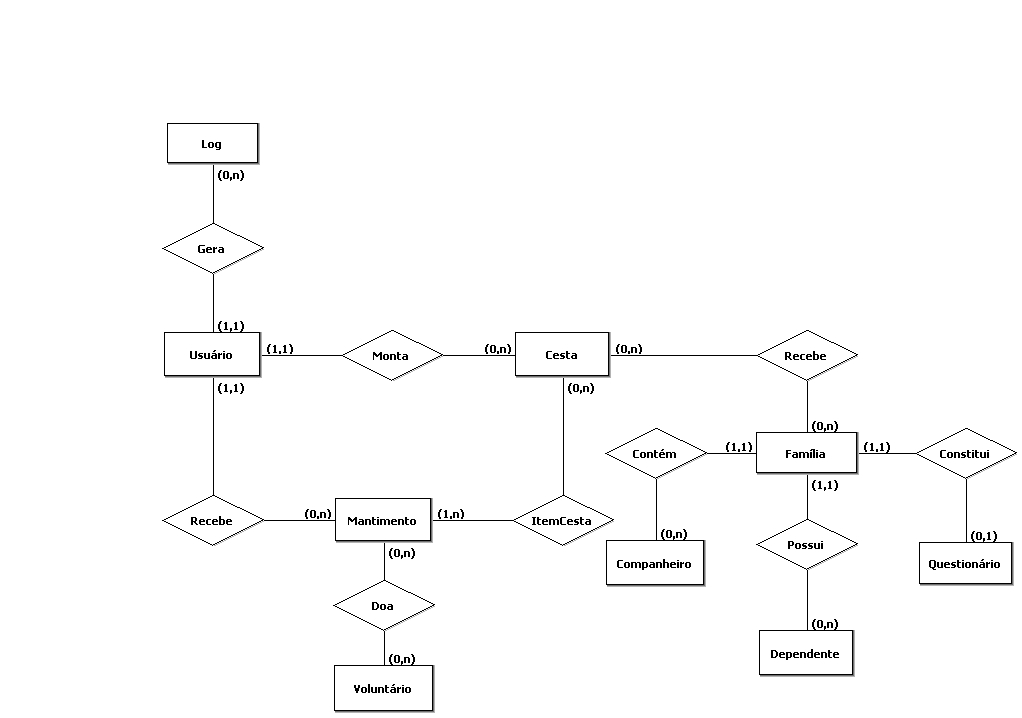 Log
(0,n)
Gera
(1,1)
Usuário
(1,1)
Monta
(0,n)
Cesta
(0,n)
Recebe
(1,1)
(0,n)
(0,n)
Contém
(1,1)
Família
(1,1)
Constitui
(1,1)
Recebe
(0,n)
Mantimento
(1,n)
ItemCesta
(0,n)
Possui
(0,n)
(0,1)
Companheiro
Questionário
Doa
(0,n)
(0,n)
Dependente
Voluntário